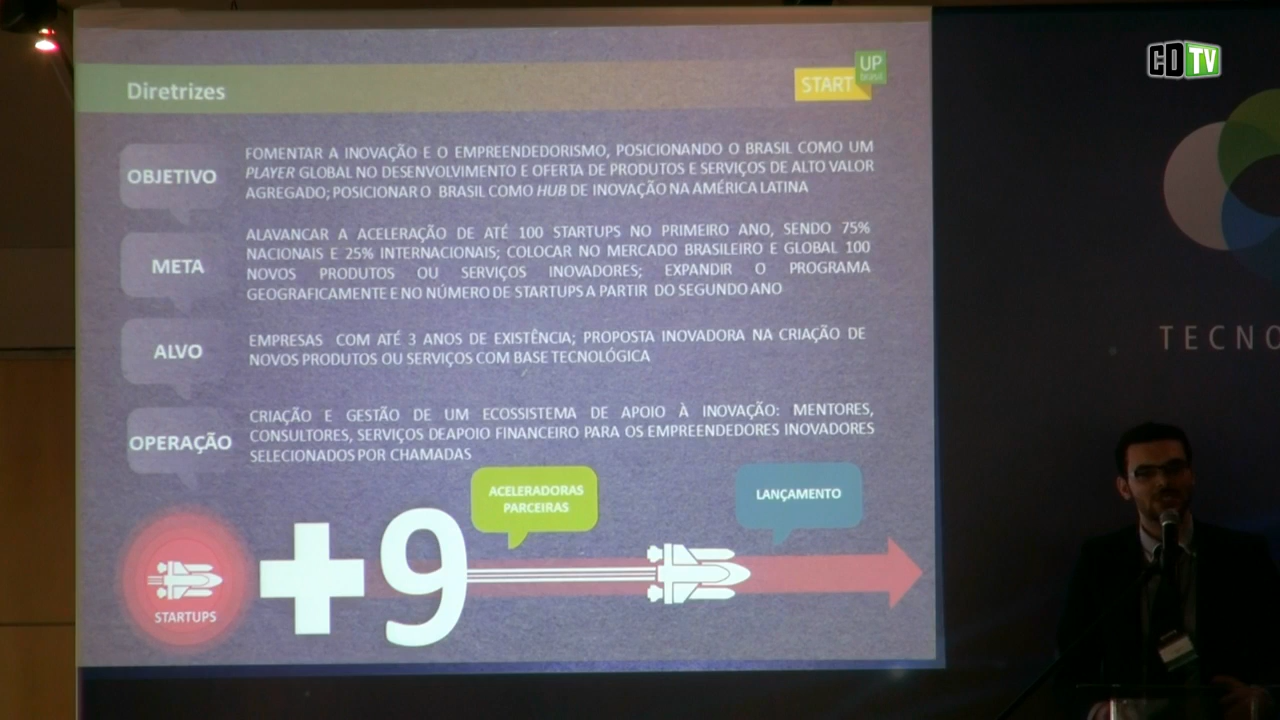 CDTV
Diretrizes
START
UP
brasil
OBJETIVO
FOMENTAR A INOVAÇÃO E O EMPREENDEDORISMO, POSICIONANDO O BRASIL COMO UM
PLAYER GLOBAL NO DESENVOLVIMENTO E OFERTA DE PRODUTOS E SERVIÇOS DE ALTO VALOR
AGREGADO; POSICIONAR O BRASIL COMO HUB DE INOVAÇÃO NA AMÉRICA LATINA
META
ALAVANCAR A ACELERAÇÃO DE ATÉ 100 STARTUPS NO PRIMEIRO ANO, SENDO 75%
NACIONAIS E 25% INTERNACIONAIS; COLOCAR NO MERCADO BRASILEIRO E GLOBAL 100
NOVOS PRODUTOS OU SERVIÇOS INOVADORES; EXPANDIR O PROGRAMA
GEOGRAFICAMENTE E NO NÚMERO DE STARTUPS A PARTIR DO SEGUNDO ANO
ALVO
EMPRESAS COM ATÉ 3 ANOS DE EXISTÊNCIA; PROPOSTA INOVADORA NA CRIAÇÃO DE
NOVOS PRODUTOS OU SERVIÇOS COM BASE TECNOLÓGICA
OPERAÇÃO
CRIAÇÃO E GESTÃO DE UM ECOSSISTEMA DE APOIO À INOVAÇÃO: MENTORES,
CONSULTORES, SERVIÇOS DEAPOIO FINANCEIRO PARA OS EMPREENDEDORES INOVADORES
SELECIONADOS POR CHAMADAS
STARTUPS
+9
ACELERADORAS
PARCEIRAS
LANÇAMENTO
TECNO